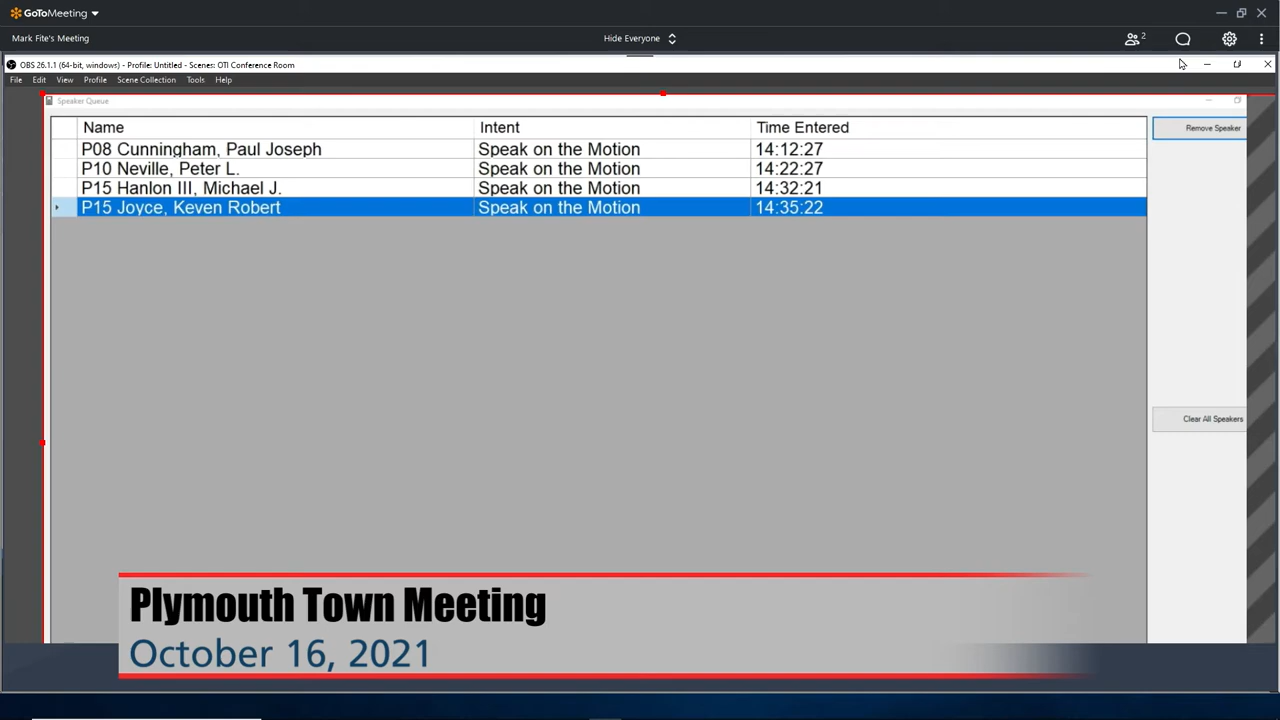 GoToMeeting
Mark Fite's Meeting
Hide Everyone
2
OBS 26.1.1 (64-bit, windows) - Profile: Untitled - Scenes: OTI Conference Room
File Edit View Profile Scene Collection Tools Help
Speaker Queue
Name Intent Time Entered
P08 Cunningham, Paul Joseph Speak on the Motion 14:12:27
P10 Neville, Peter L. Speak on the Motion 14:22:27
P15 Hanlon III, Michael J. Speak on the Motion 14:32:21
P15 Joyce, Keven Robert Speak on the Motion 14:35:22
Remove Speaker
Clear All Speakers
Plymouth Town Meeting
October 16, 2021